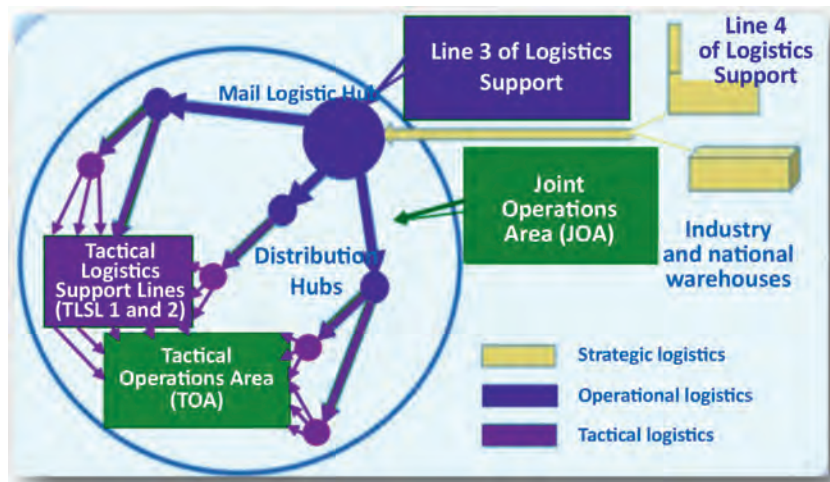 Line 3 of Logistics
Support
Line 4
of Logistics
Support
Mail Logistic Hu
Joint
Operations
Area (JOA)
Industry
and national
warehouses
Distribution
Hubs
Tactical
Logistics
Support Lines
(TLSL 1 and 2)
Tactical
Operations Area
(TOA)
Strategic logistics
Operational logistics
Tactical logistics